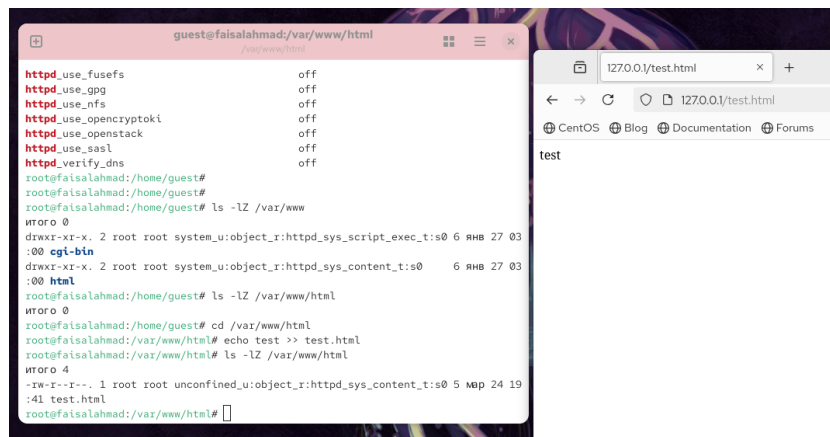 guest@faisalahmad:/var/www/html
/var/www/html
httpd_use_fusefs off
httpd_use_gpg off
httpd_use_nfs off
httpd_use_opencryptoki off
httpd_use_openstack off
httpd_use_sasl off
httpd_verify_dns off
root@faisalahmad:/home/guest#
root@faisalahmad:/home/guest#
root@faisalahmad:/home/guest# ls -lZ /var/www
итого 0
drwxr-xr-x. 2 root root system_u:object_r:httpd_sys_script_exec_t:s0 6 янв 27 03
:00 cgi-bin
drwxr-xr-x. 2 root root system_u:object_r:httpd_sys_content_t:s0 6 янв 27 03
:00 html
root@faisalahmad:/home/guest# ls -lZ /var/www/html
итого 0
root@faisalahmad:/home/guest# cd /var/www/html
root@faisalahmad:/var/www/html# echo test >> test.html
root@faisalahmad:/var/www/html# ls -lZ /var/www/html
итого 4
-rw-r--r--. 1 root root unconfined_u:object_r:httpd_sys_content_t:s0 5 мар 24 19
:41 test.html
root@faisalahmad:/var/www/html#
127.0.0.1/test.html
127.0.0.1/test.html
CentOS Blog Documentation Forums
test